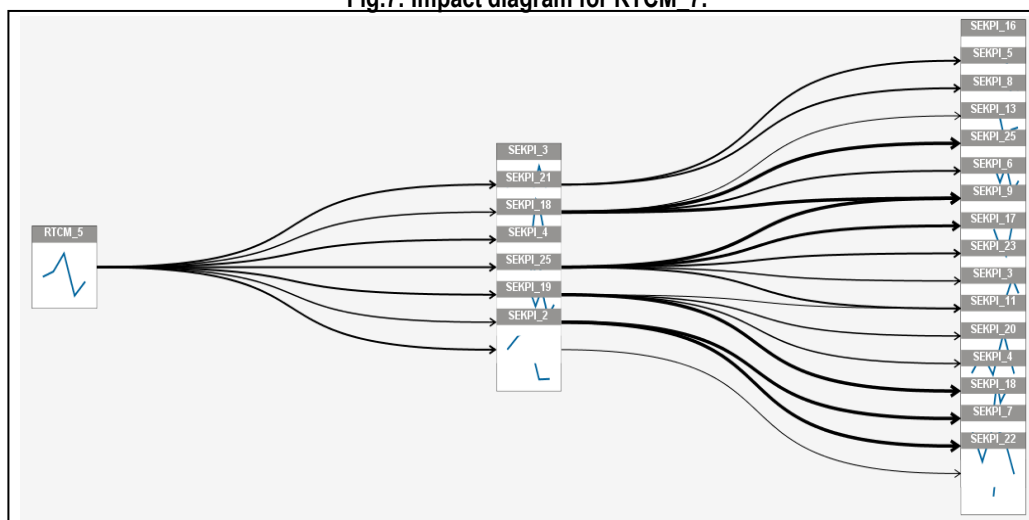 Fig.7. Impact diagram for RTCM_7.
RTCM_5
SEKPI_3
SEKPI_21
SEKPI_18
SEKPI_4
SEKPI_25
SEKPI_19
SEKPI_2
SEKPI_16
SEKPI_5
SEKPI_8
SEKPI_13
SEKPI_25
SEKPI_6
SEKPI_9
SEKPI_17
SEKPI_23
SEKPI_3
SEKPI_11
SEKPI_20
SEKPI_4
SEKPI_18
SEKPI_7
SEKPI_22